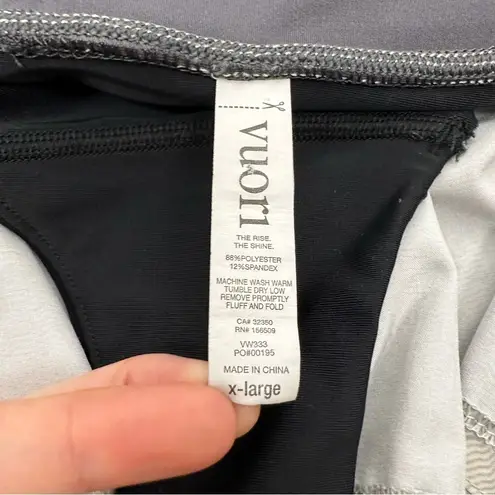 vuori
THE RISE.
THE SHINE.
88%POLYESTER
12%SPANDEX
MACHINE WASH WARM
TUMBLE DRY LOW
REMOVE PROMPTLY
FLUFF AND FOLD
CA# 32350
RN# 156509
VW333
PO#00195
MADE IN CHINA
x-large